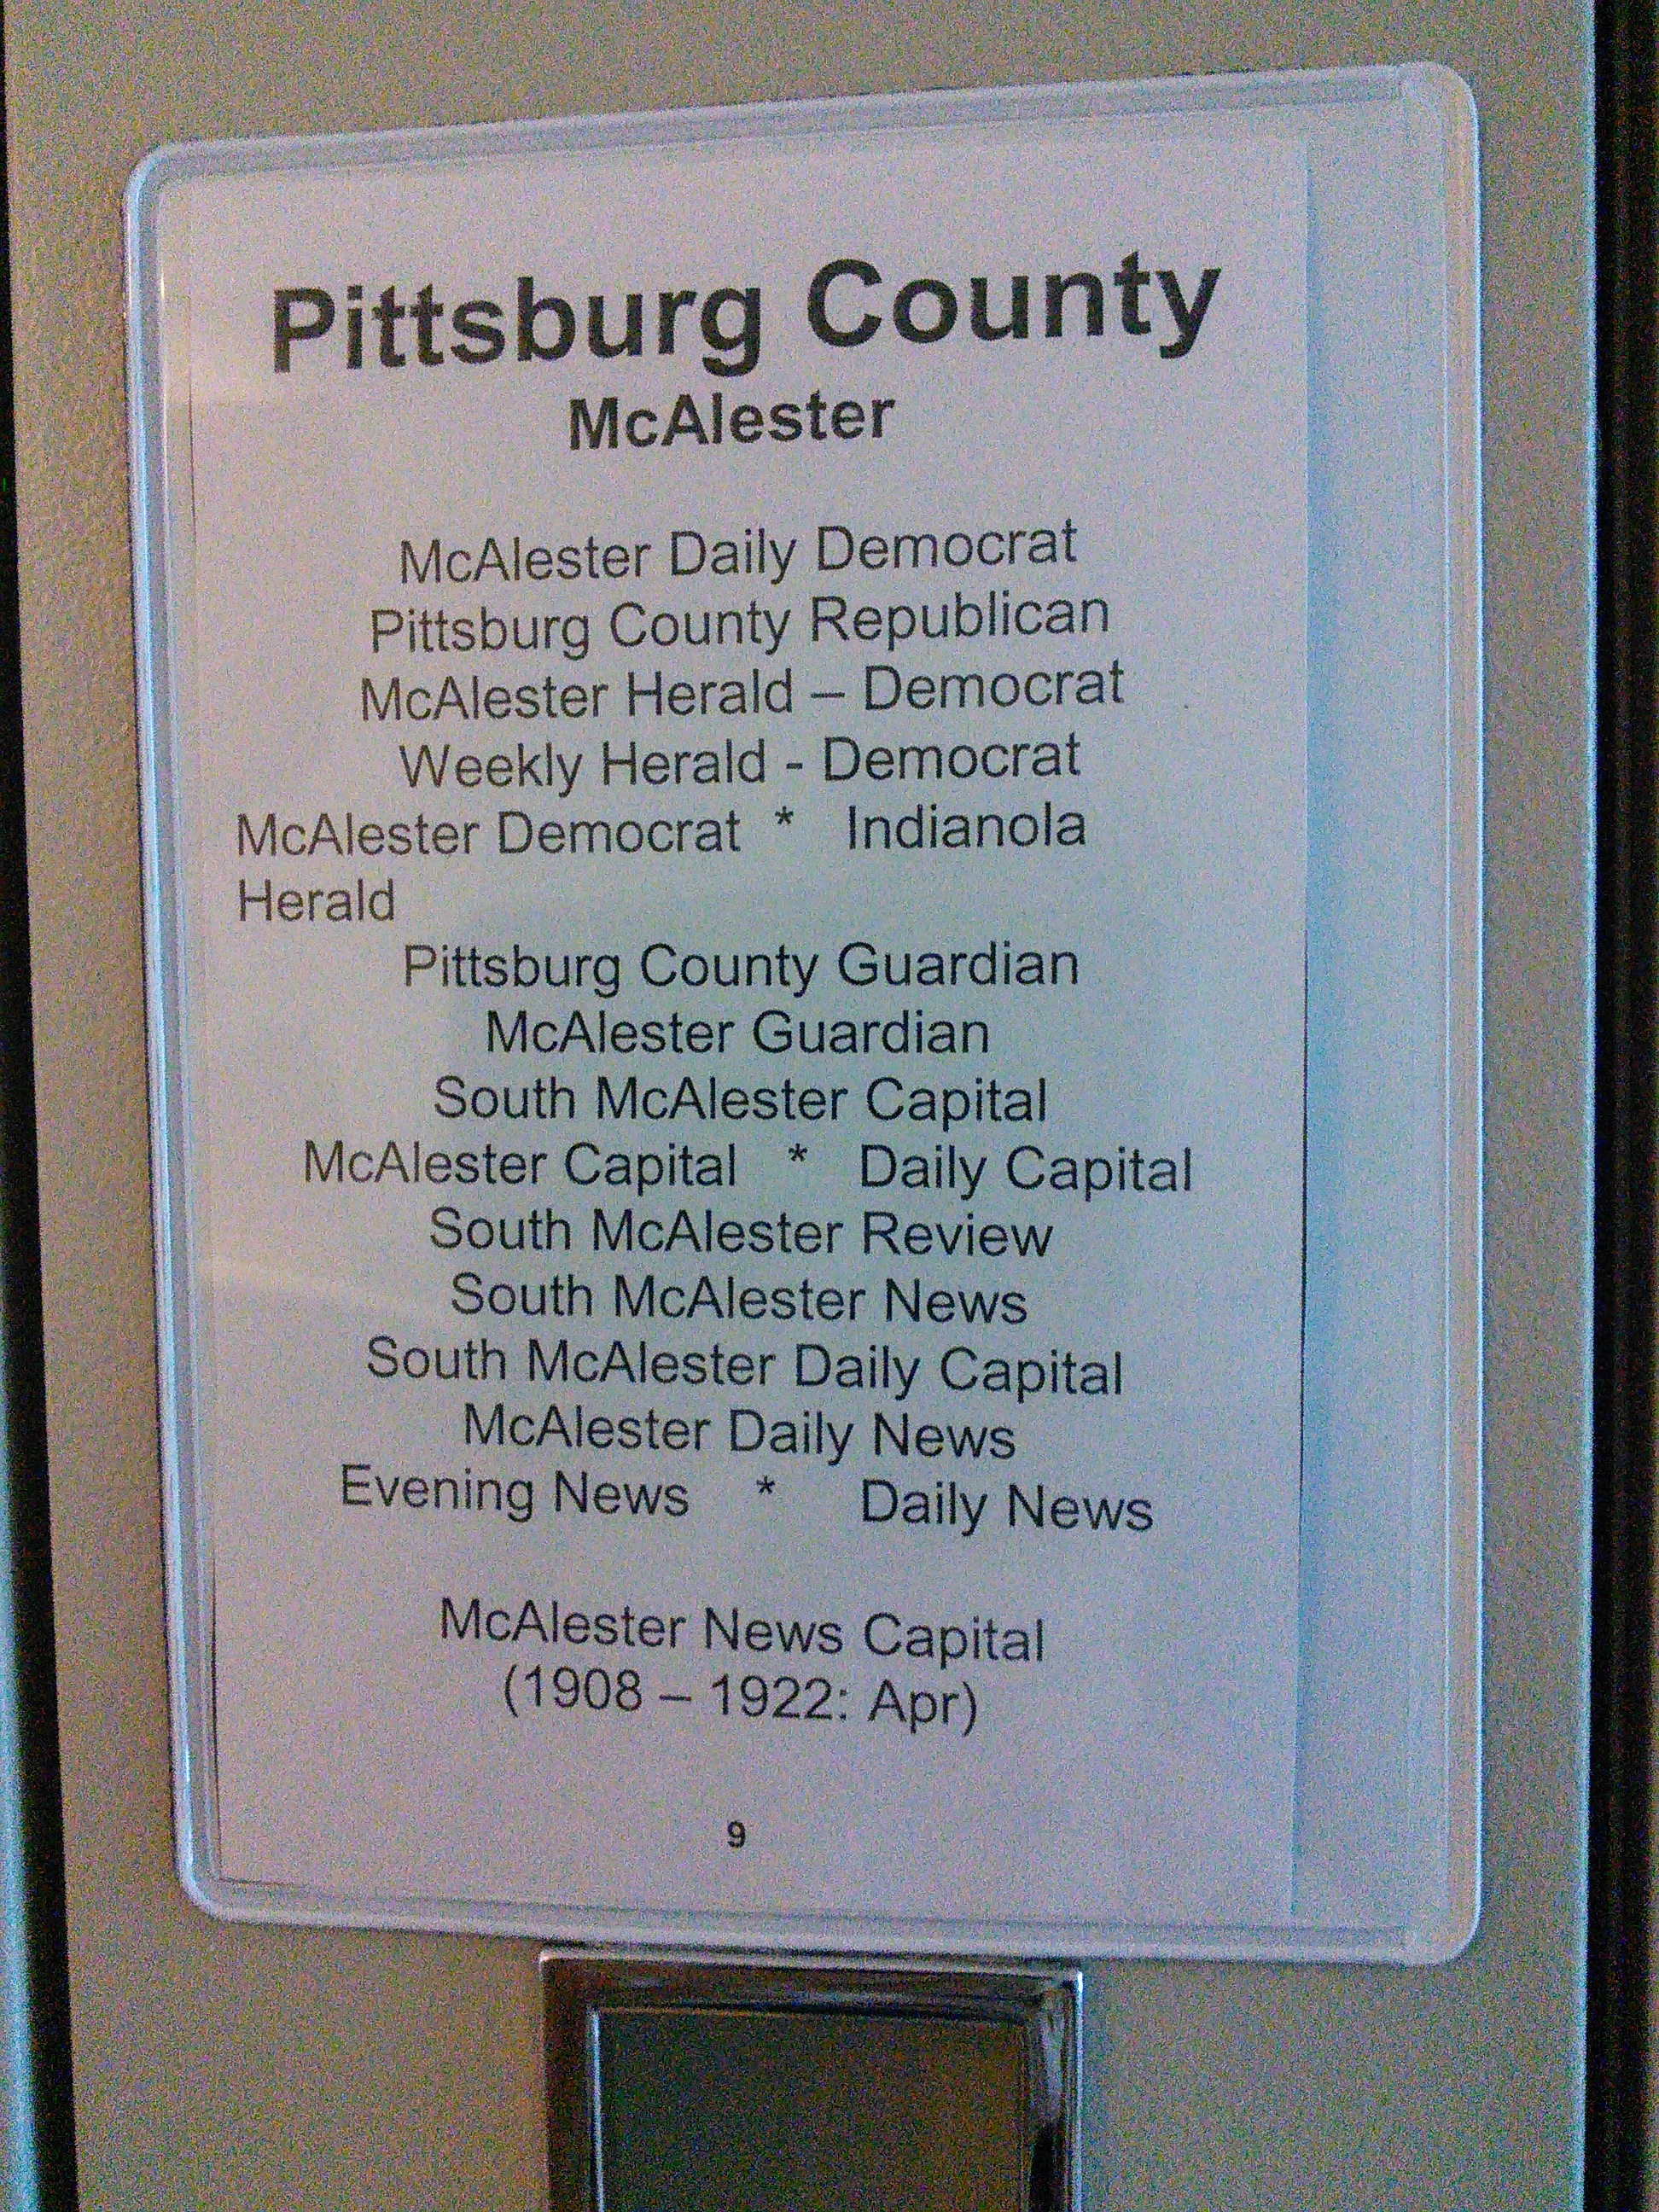 Pittsburg County
McAlester
McAlester Daily Democrat
Pittsburg County Republican
McAlester Herald – Democrat
Weekly Herald - Democrat
McAlester Democrat * Indianola
Herald
Pittsburg County Guardian
McAlester Guardian
South McAlester Capital
McAlester Capital * Daily Capital
South McAlester Review
South McAlester News
South McAlester Daily Capital
McAlester Daily News
Evening News * Daily News
McAlester News Capital
(1908 – 1922: Apr)
9